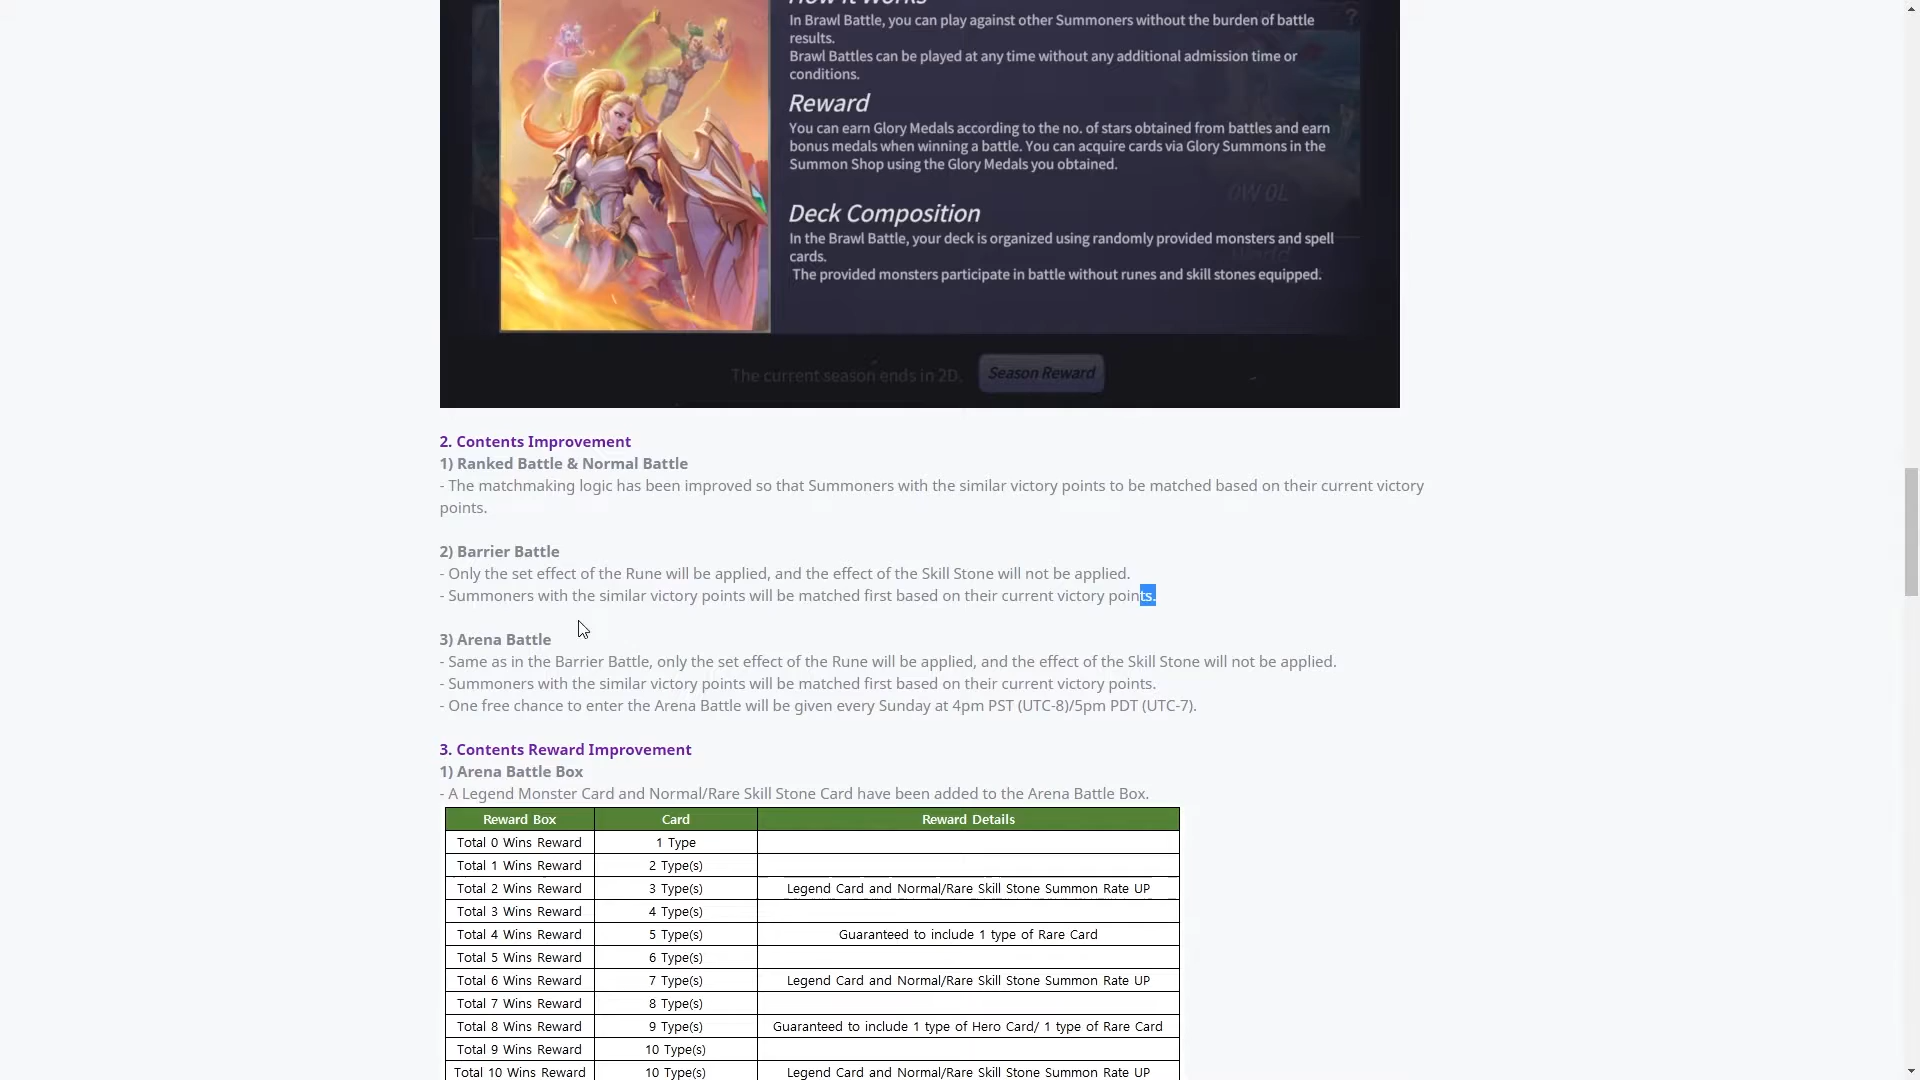 How It Works
In Brawl Battle, you can play against other Summoners without the burden of battle
results.
Brawl Battles can be played at any time without any additional admission time or
conditions.
Reward
You can earn Glory Medals according to the no. of stars obtained from battles and earn
bonus medals when winning a battle. You can acquire cards via Glory Summons in the
Summon Shop using the Glory Medals you obtained.
0W 0L
Deck Composition
In the Brawl Battle, your deck is organized using randomly provided monsters and spell
cards.
The provided monsters participate in battle without runes and skill stones equipped.
The current season ends in 2D.
Season Reward
2. Contents Improvement
1) Ranked Battle & Normal Battle
- The matchmaking logic has been improved so that Summoners with the similar victory points to be matched based on their current victory
points.
2) Barrier Battle
- Only the set effect of the Rune will be applied, and the effect of the Skill Stone will not be applied.
- Summoners with the similar victory points will be matched first based on their current victory points.
3) Arena Battle
- Same as in the Barrier Battle, only the set effect of the Rune will be applied, and the effect of the Skill Stone will not be applied.
- Summoners with the similar victory points will be matched first based on their current victory points.
- One free chance to enter the Arena Battle will be given every Sunday at 4pm PST (UTC-8)/5pm PDT (UTC-7).
3. Contents Reward Improvement
1) Arena Battle Box
- A Legend Monster Card and Normal/Rare Skill Stone Card have been added to the Arena Battle Box.
Reward Box Card Reward Details
Total 0 Wins Reward 1 Type
Total 1 Wins Reward 2 Type(s)
Total 2 Wins Reward 3 Type(s) Legend Card and Normal/Rare Skill Stone Summon Rate UP
Total 3 Wins Reward 4 Type(s)
Total 4 Wins Reward 5 Type(s) Guaranteed to include 1 type of Rare Card
Total 5 Wins Reward 6 Type(s)
Total 6 Wins Reward 7 Type(s) Legend Card and Normal/Rare Skill Stone Summon Rate UP
Total 7 Wins Reward 8 Type(s)
Total 8 Wins Reward 9 Type(s) Guaranteed to include 1 type of Hero Card/ 1 type of Rare Card
Total 9 Wins Reward 10 Type(s)
Total 10 Wins Reward 10 Type(s) Legend Card and Normal/Rare Skill Stone Summon Rate UP